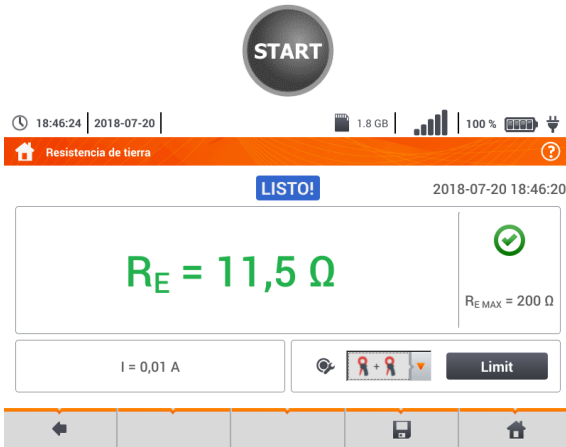 START
18:46:24 2018-07-20 1.8 GB 100 %
Resistencia de tierra ?
LISTO! 2018-07-20 18:46:20
RE = 11,5 Ω
RE MAX = 200 Ω
I = 0,01 A
+ Limit